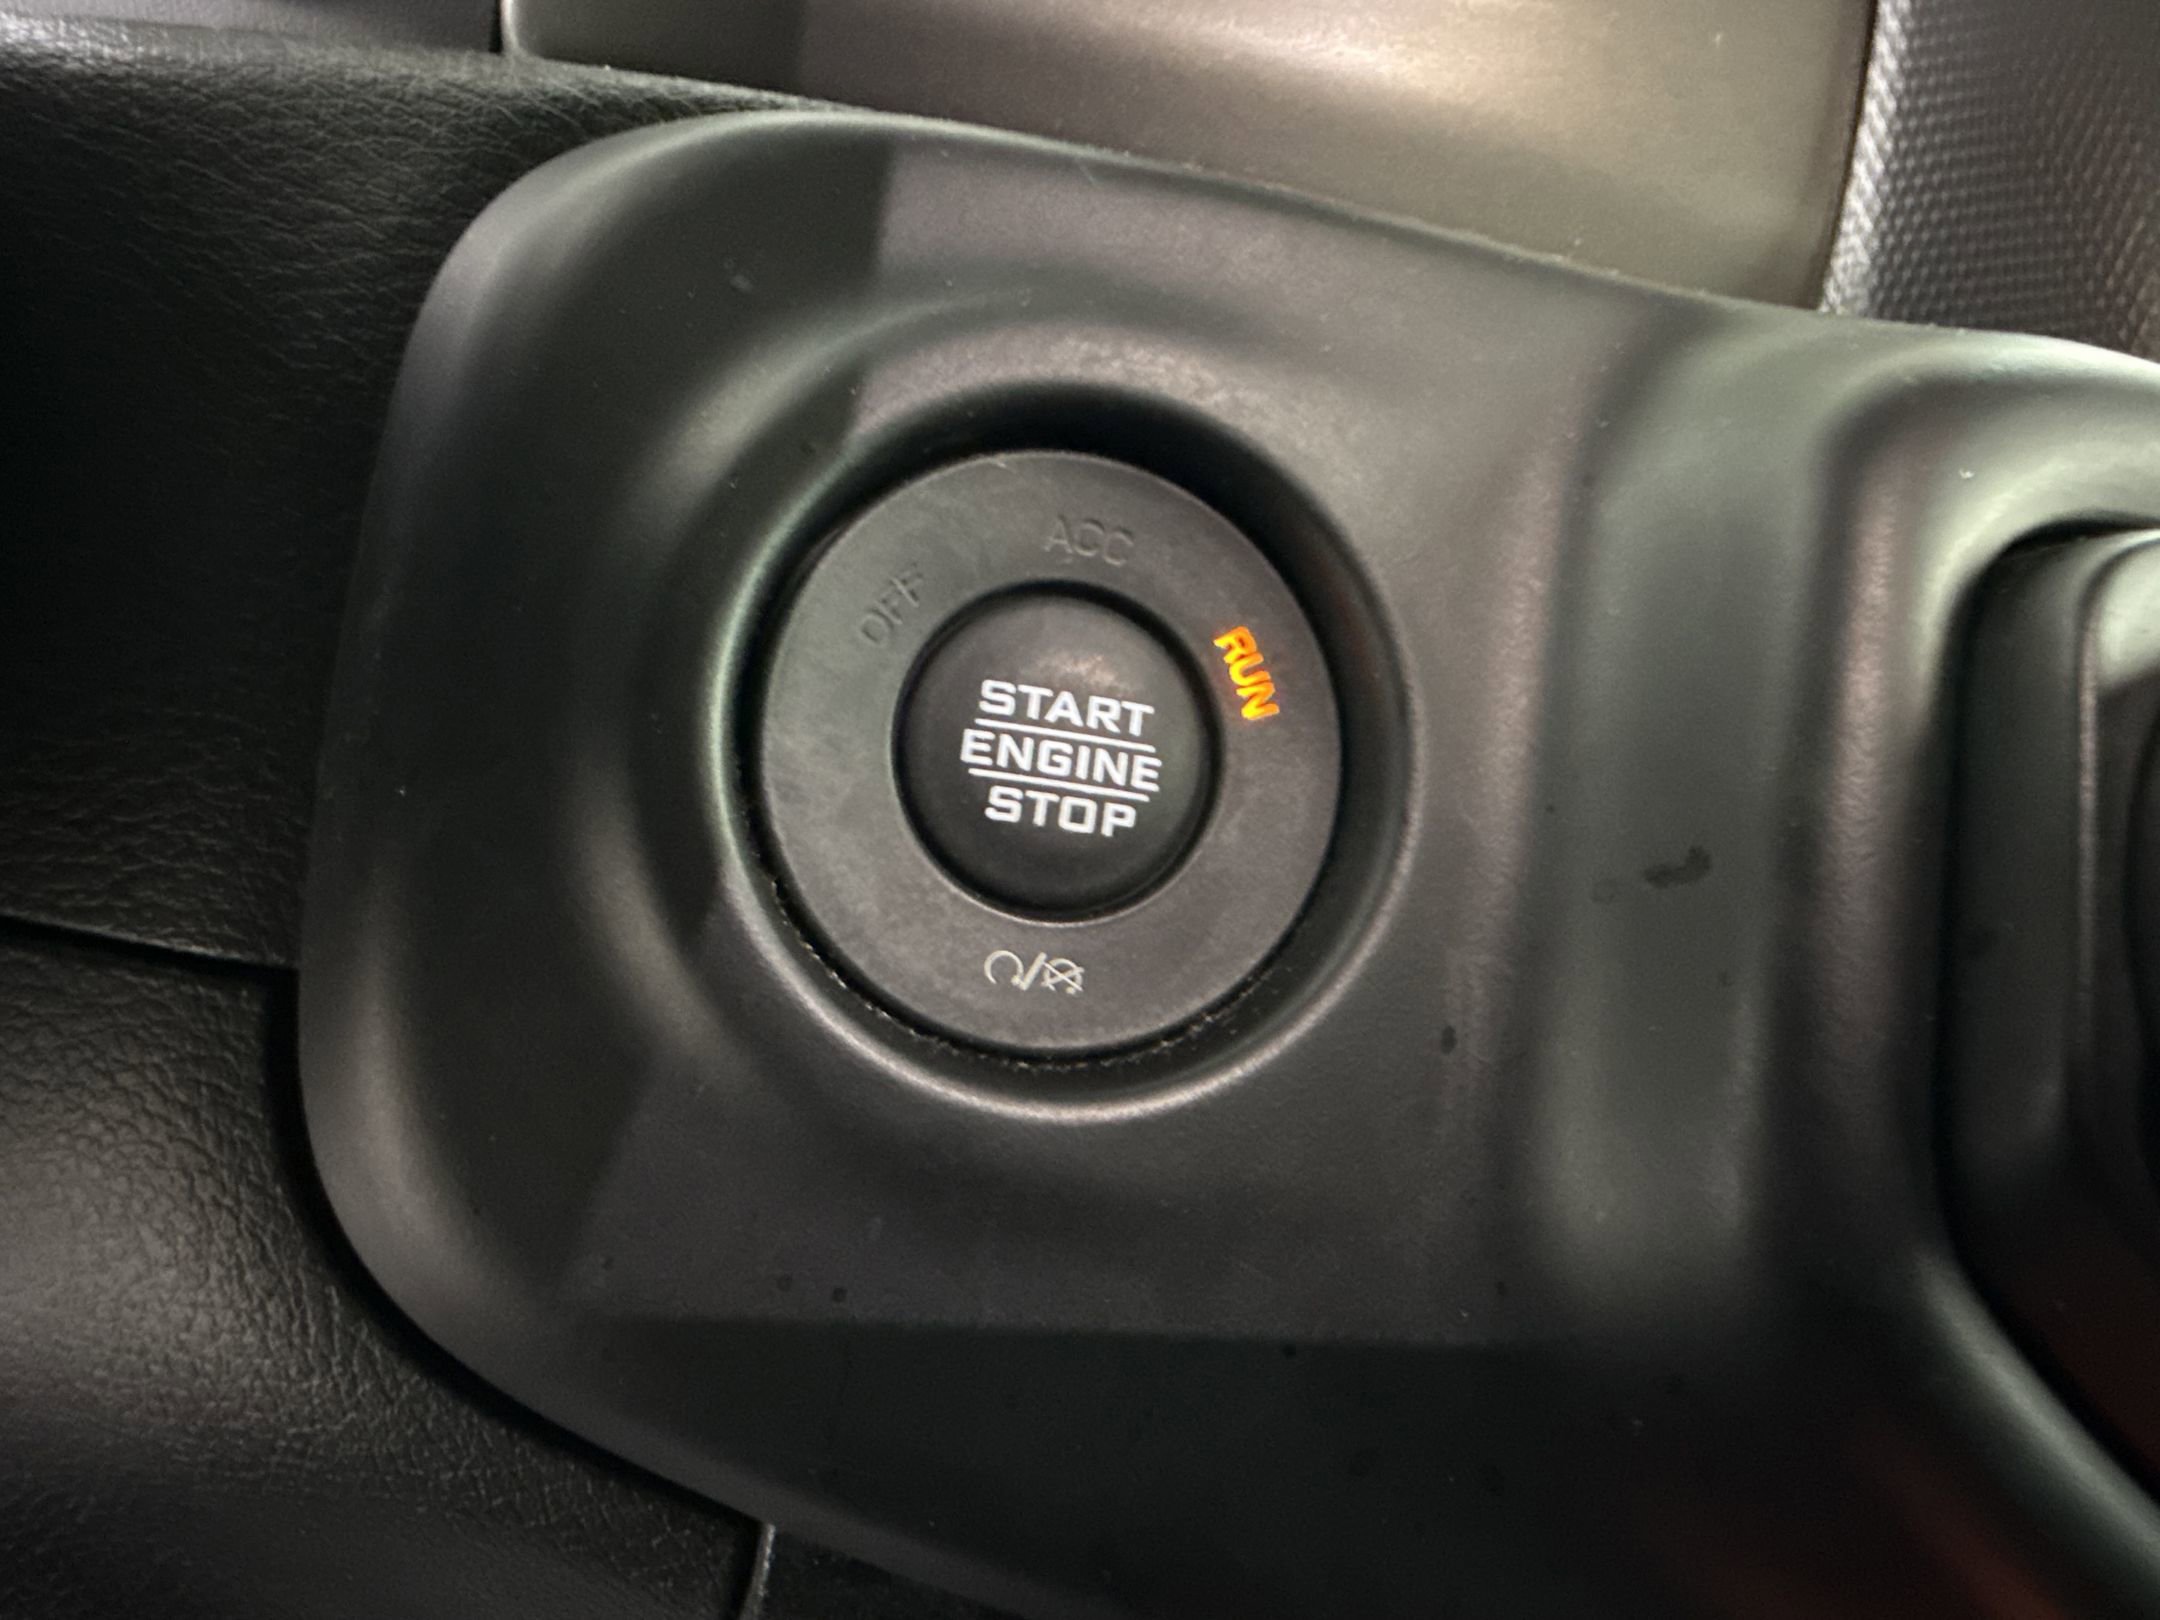 OFF
ACC
RUN
START
ENGINE
STOP